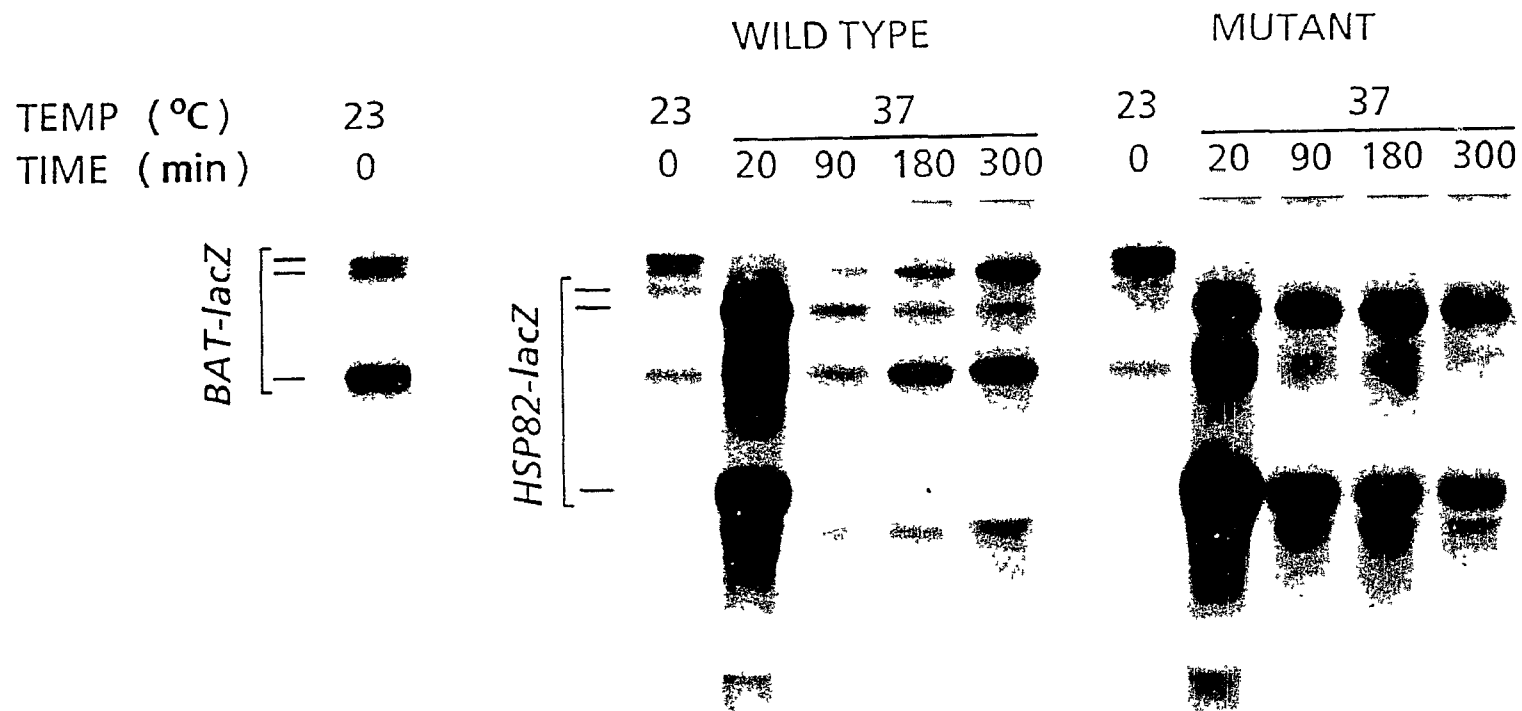 WILD TYPE MUTANT
TEMP (°C) 23 23 37 23 37
TIME (min) 0 0 20 90 180 300 0 20 90 180 300
BAT-lacZ
HSP82-lacZ